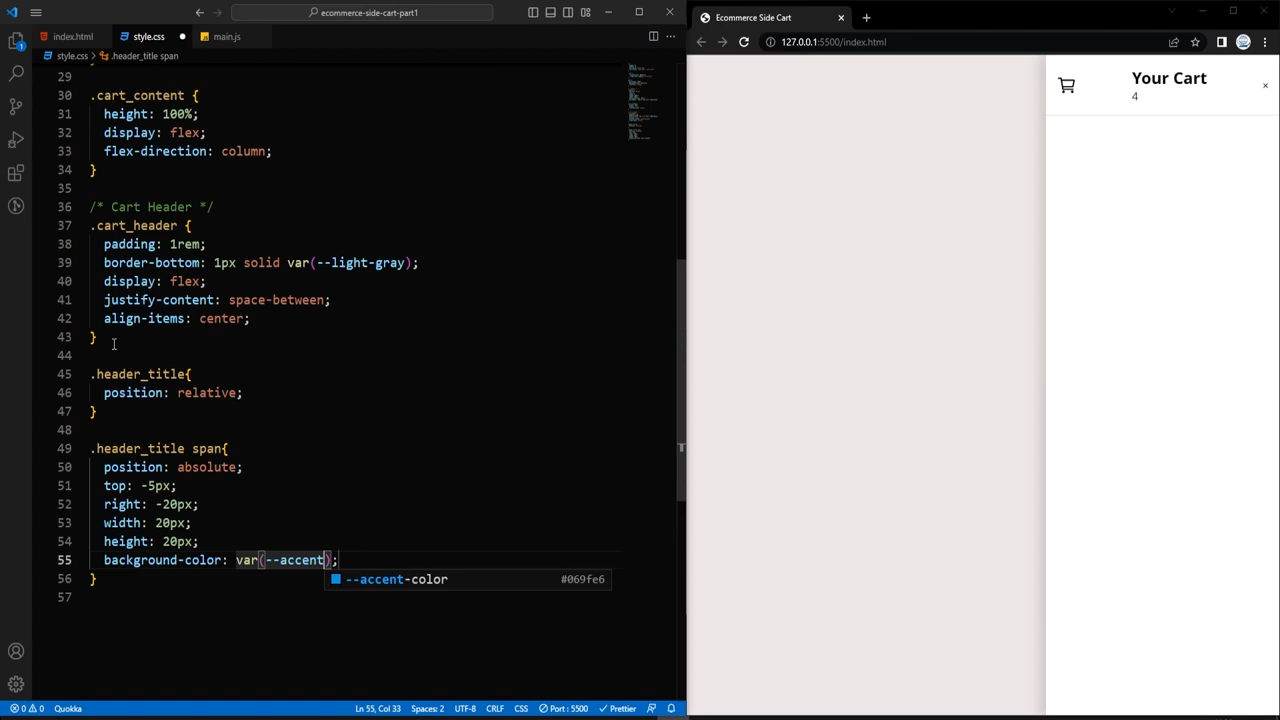 ecommerce-side-cart-part1
index.html style.css main.js
style.css > .header_title span
29
30 .cart_content {
31 height: 100%;
32 display: flex;
33 flex-direction: column;
34 }
35
36 /* Cart Header */
37 .cart_header {
38 padding: 1rem;
39 border-bottom: 1px solid var(--light-gray);
40 display: flex;
41 justify-content: space-between;
42 align-items: center;
43 }
44
45 .header_title{
46 position: relative;
47 }
48
49 .header_title span{
50 position: absolute;
51 top: -5px;
52 right: -20px;
53 width: 20px;
54 height: 20px;
55 background-color: var(--accent);
--accent-color #069fe6
56 }
57
0 0 Quokka Ln 55, Col 33 Spaces: 2 UTF-8 CRLF CSS Port : 5500 Prettier
1
Ecommerce Side Cart
127.0.0.1:5500/index.html
Your Cart
4
×